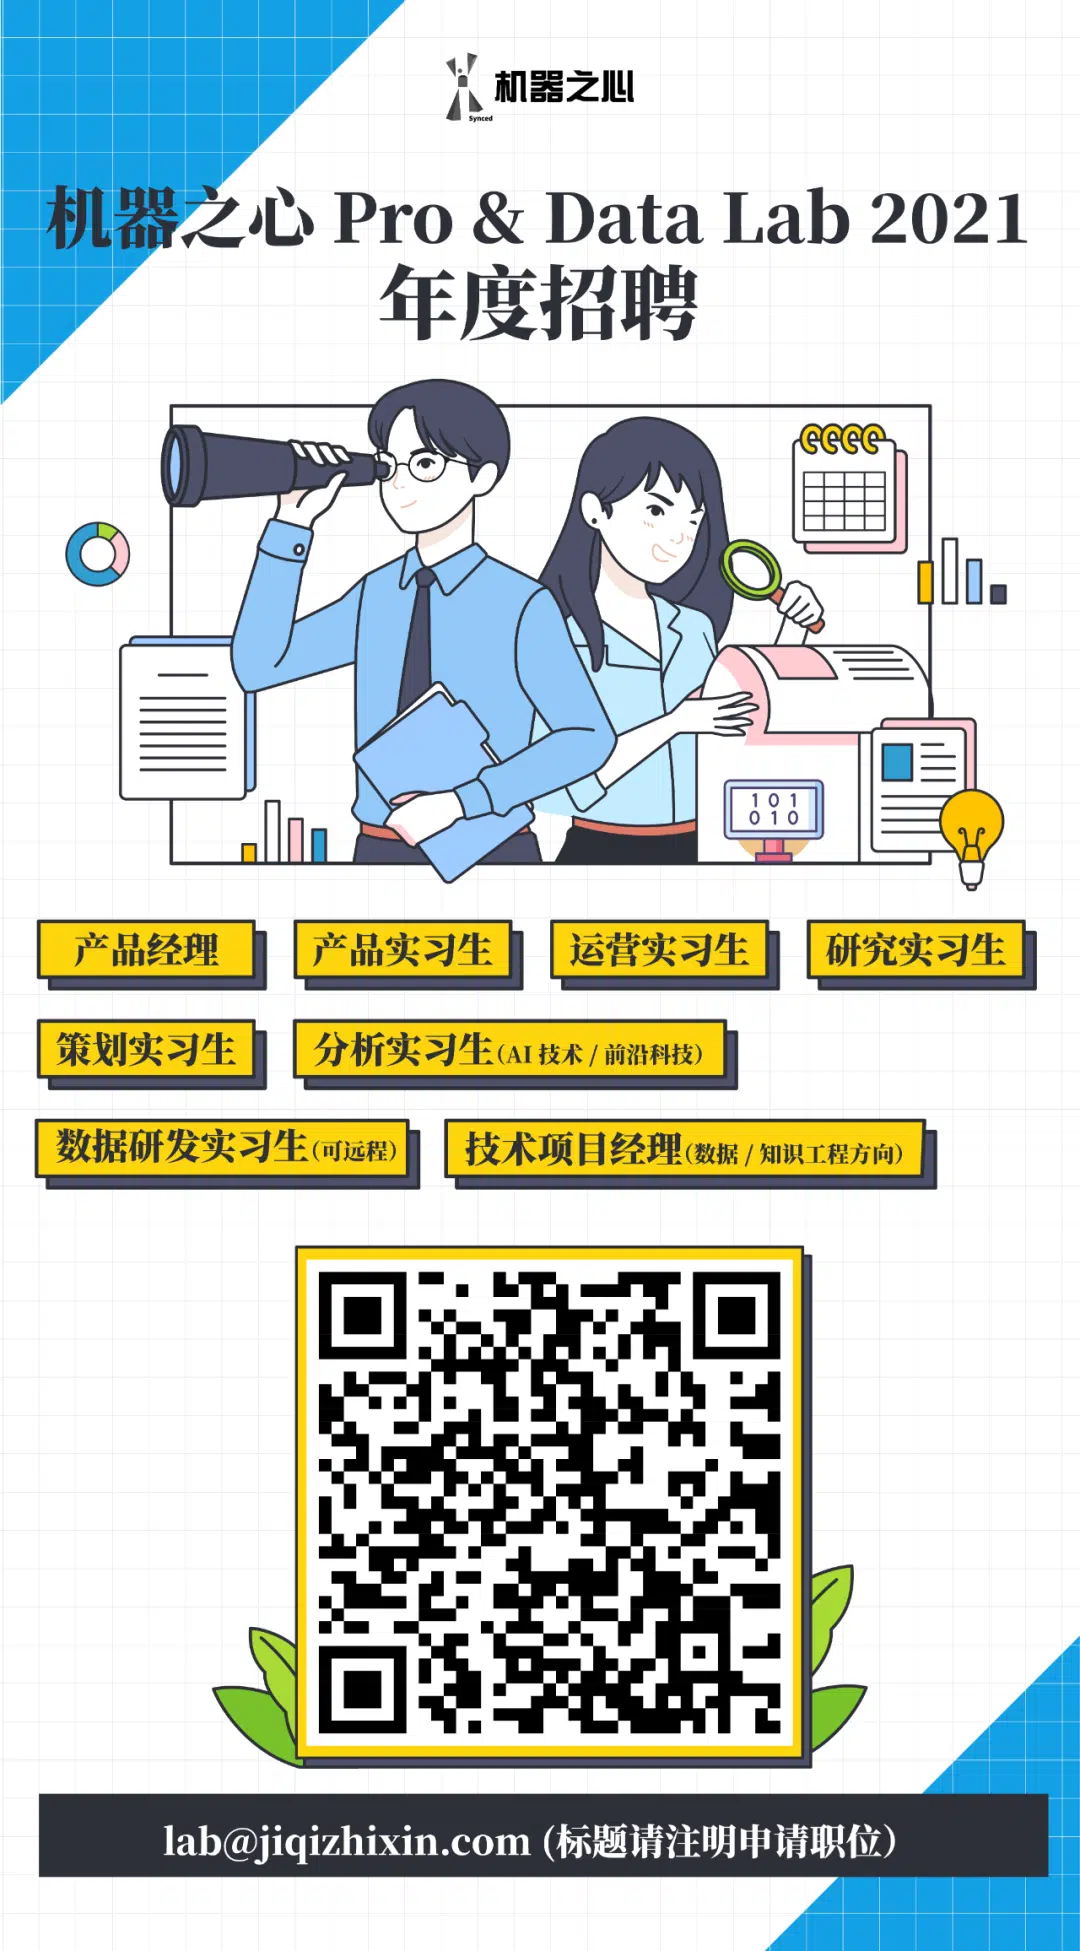 机器之心
Synced
机器之心 Pro & Data Lab 2021
年度招聘
101
010
产品经理
产品实习生
运营实习生
研究实习生
策划实习生
分析实习生(AI 技术 / 前沿科技)
数据研发实习生(可远程)
技术项目经理(数据 / 知识工程方向)
lab@jiqizhixin.com (标题请注明申请职位)